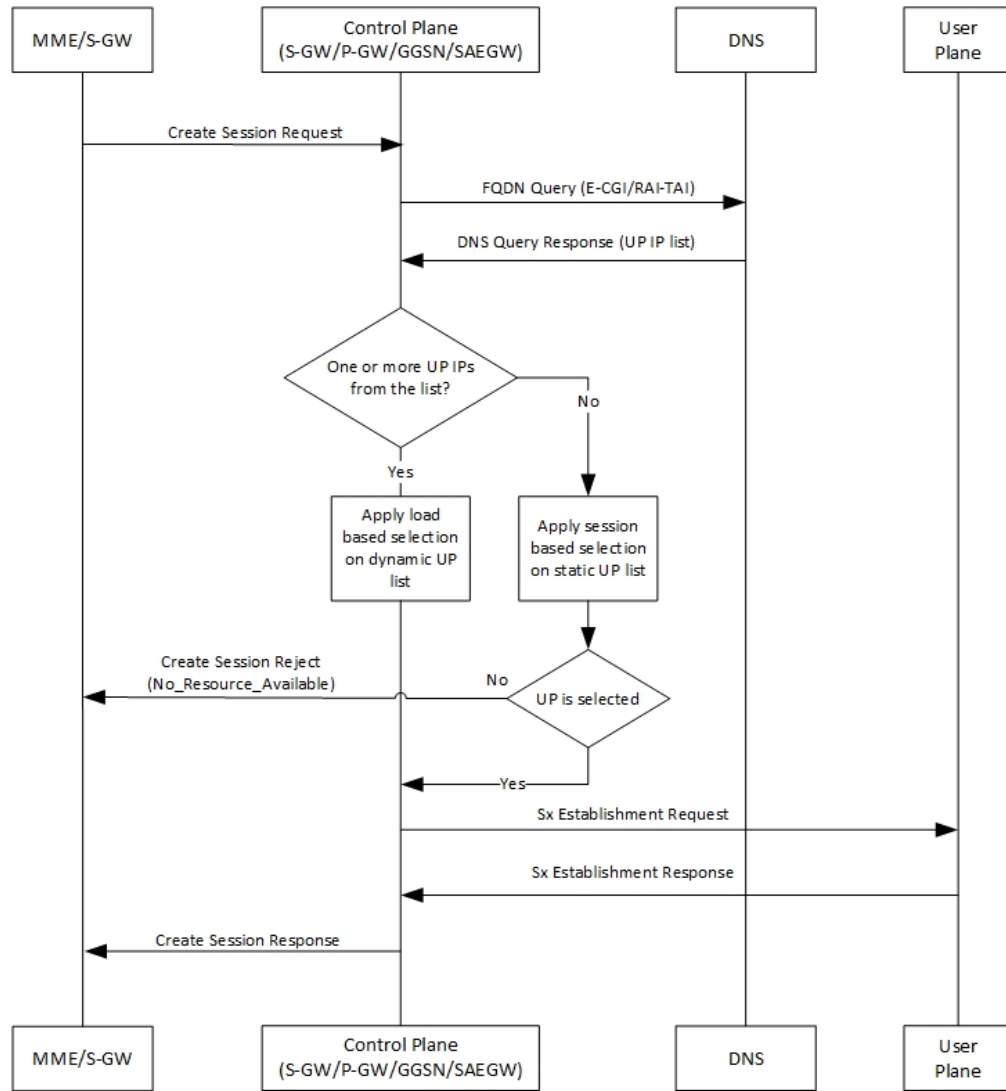 MME/S-GW
Control Plane
(S-GW/P-GW/GGSN/SAEGW)
DNS
User
Plane
Create Session Request
FQDN Query (E-CGI/RAI-TAI)
DNS Query Response (UP IP list)
One or more UP IPs
from the list?
No
Yes
Apply load
based selection
on dynamic UP
list
Apply session
based selection
on static UP list
Create Session Reject
(No_Resource_Available)
No
UP is selected
Yes
Sx Establishment Request
Sx Establishment Response
Create Session Response
MME/S-GW
Control Plane
(S-GW/P-GW/GGSN/SAEGW)
DNS
User
Plane